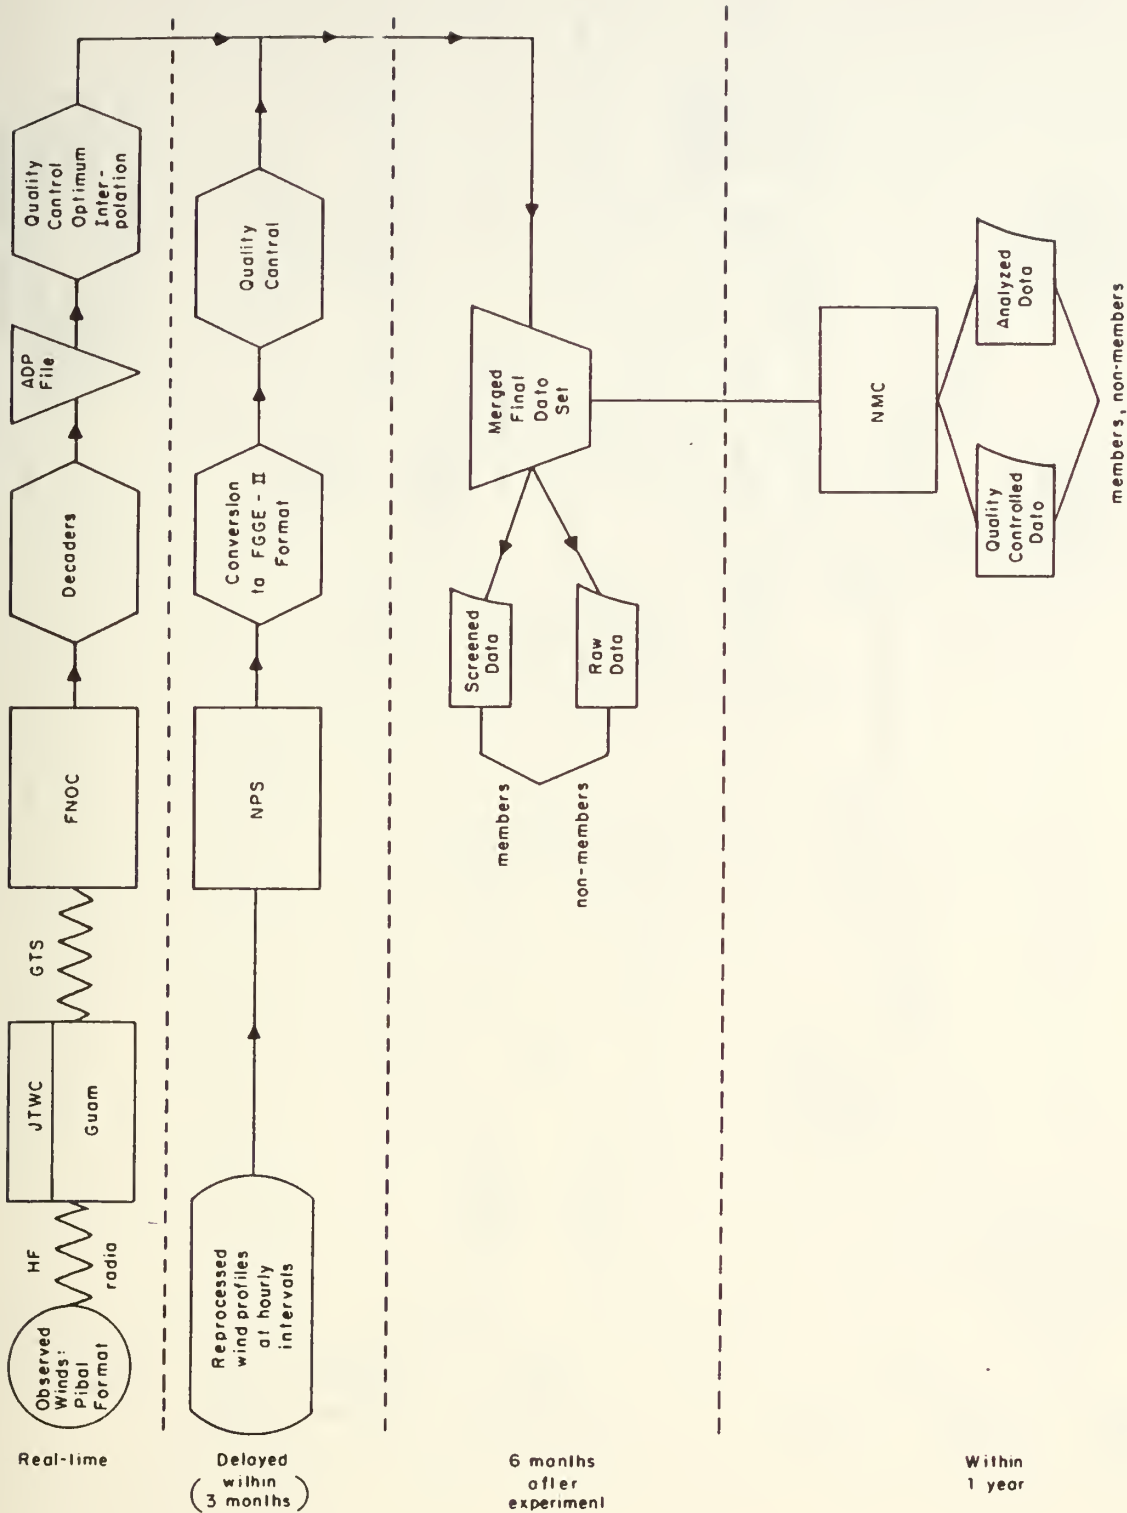 Real-time
Observed
Winds:
Pibal
Format
HF
radio
JTWC
Guam
GTS
FNOC
Decoders
ADP
File
Quality
Control
Optimum
Inter-
polation
Delayed
(within
3 months)
Reprocessed
wind profiles
at hourly
intervals
NPS
Conversion
to FGGE - II
Format
Quality
Control
6 months
after
experiment
members
non-members
Screened
Data
Raw
Data
Merged
Final
Data
Set
Within
1 year
NMC
Quality
Controlled
Data
Analyzed
Data
members, non-members